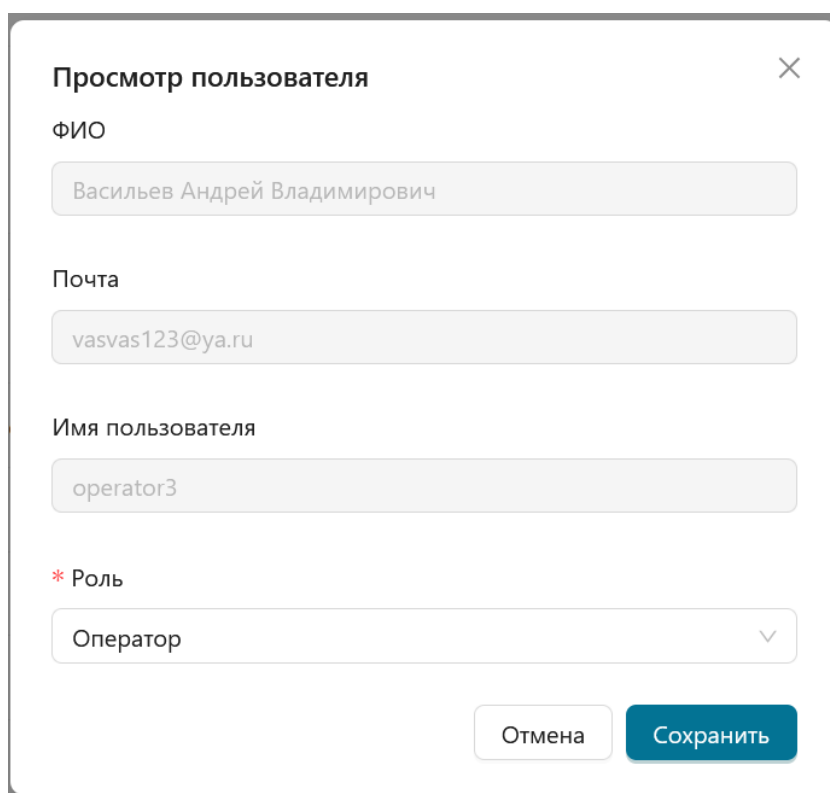 Просмотр пользователя
ФИО
Васильев Андрей Владимирович
Почта
vasvas123@ya.ru
Имя пользователя
operator3
* Роль
Оператор
Отмена
Сохранить